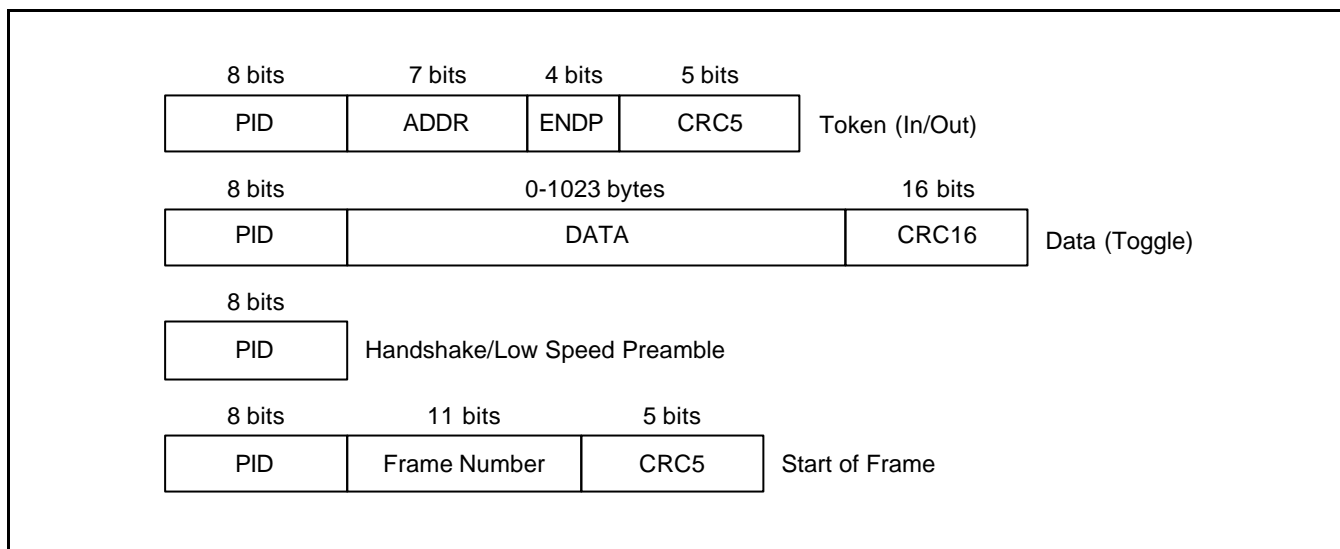 8 bits 7 bits 4 bits 5 bits
PID ADDR ENDP CRC5 Token (In/Out)
8 bits 0-1023 bytes 16 bits
PID DATA CRC16 Data (Toggle)
8 bits
PID Handshake/Low Speed Preamble
8 bits 11 bits 5 bits
PID Frame Number CRC5 Start of Frame